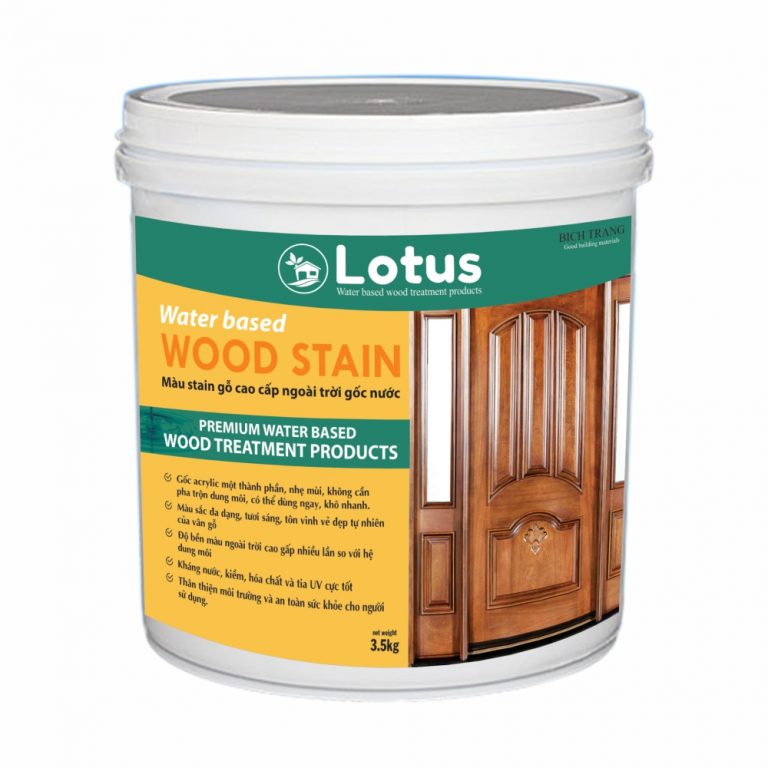 BICH TRANG
Good building materials
Lotus
Water based wood treatment products
Water based
WOOD STAIN
Màu stain gỗ cao cấp ngoài trời gốc nước
PREMIUM WATER BASED
WOOD TREATMENT PRODUCTS
Gốc acrylic một thành phần, nhẹ mùi, không cần
pha trộn dung môi, có thể dùng ngay, khô nhanh.
Màu sắc đa dạng, tươi sáng, tôn vinh vẻ đẹp tự nhiên
của vân gỗ
Độ bền màu ngoài trời cao gấp nhiều lần so với hệ
dung môi
Kháng nước, kiềm, hóa chất và tia UV cực tốt
Thân thiện môi trường và an toàn sức khỏe cho người
sử dụng.
net weight
3.5kg